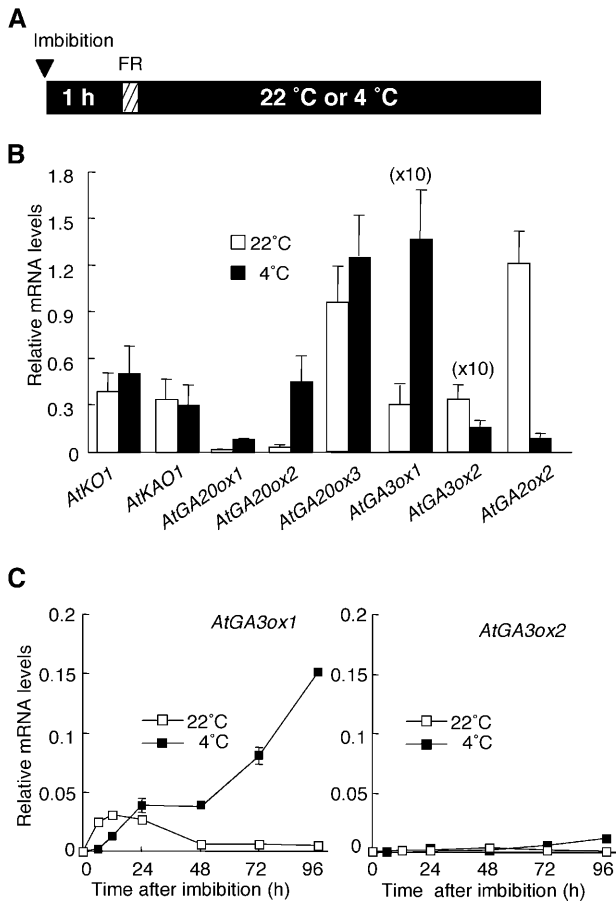 A
Imbibition
FR
1 h
22 °C or 4 °C
B
Relative mRNA levels
1.8
1.5
1.2
0.9
0.6
0.3
0
22°C
4°C
(x10)
(x10)
AtKO1
AtKAO1
AtGA20ox1
AtGA20ox2
AtGA20ox3
AtGA3ox1
AtGA3ox2
AtGA2ox2
C
Relative mRNA levels
0.2
0.15
0.1
0.05
0
AtGA3ox1
22°C
4°C
0 24 48 72 96
Time after imbibition (h)
0.2
0.15
0.1
0.05
0
AtGA3ox2
22°C
4°C
0 24 48 72 96
Time after imbibition (h)